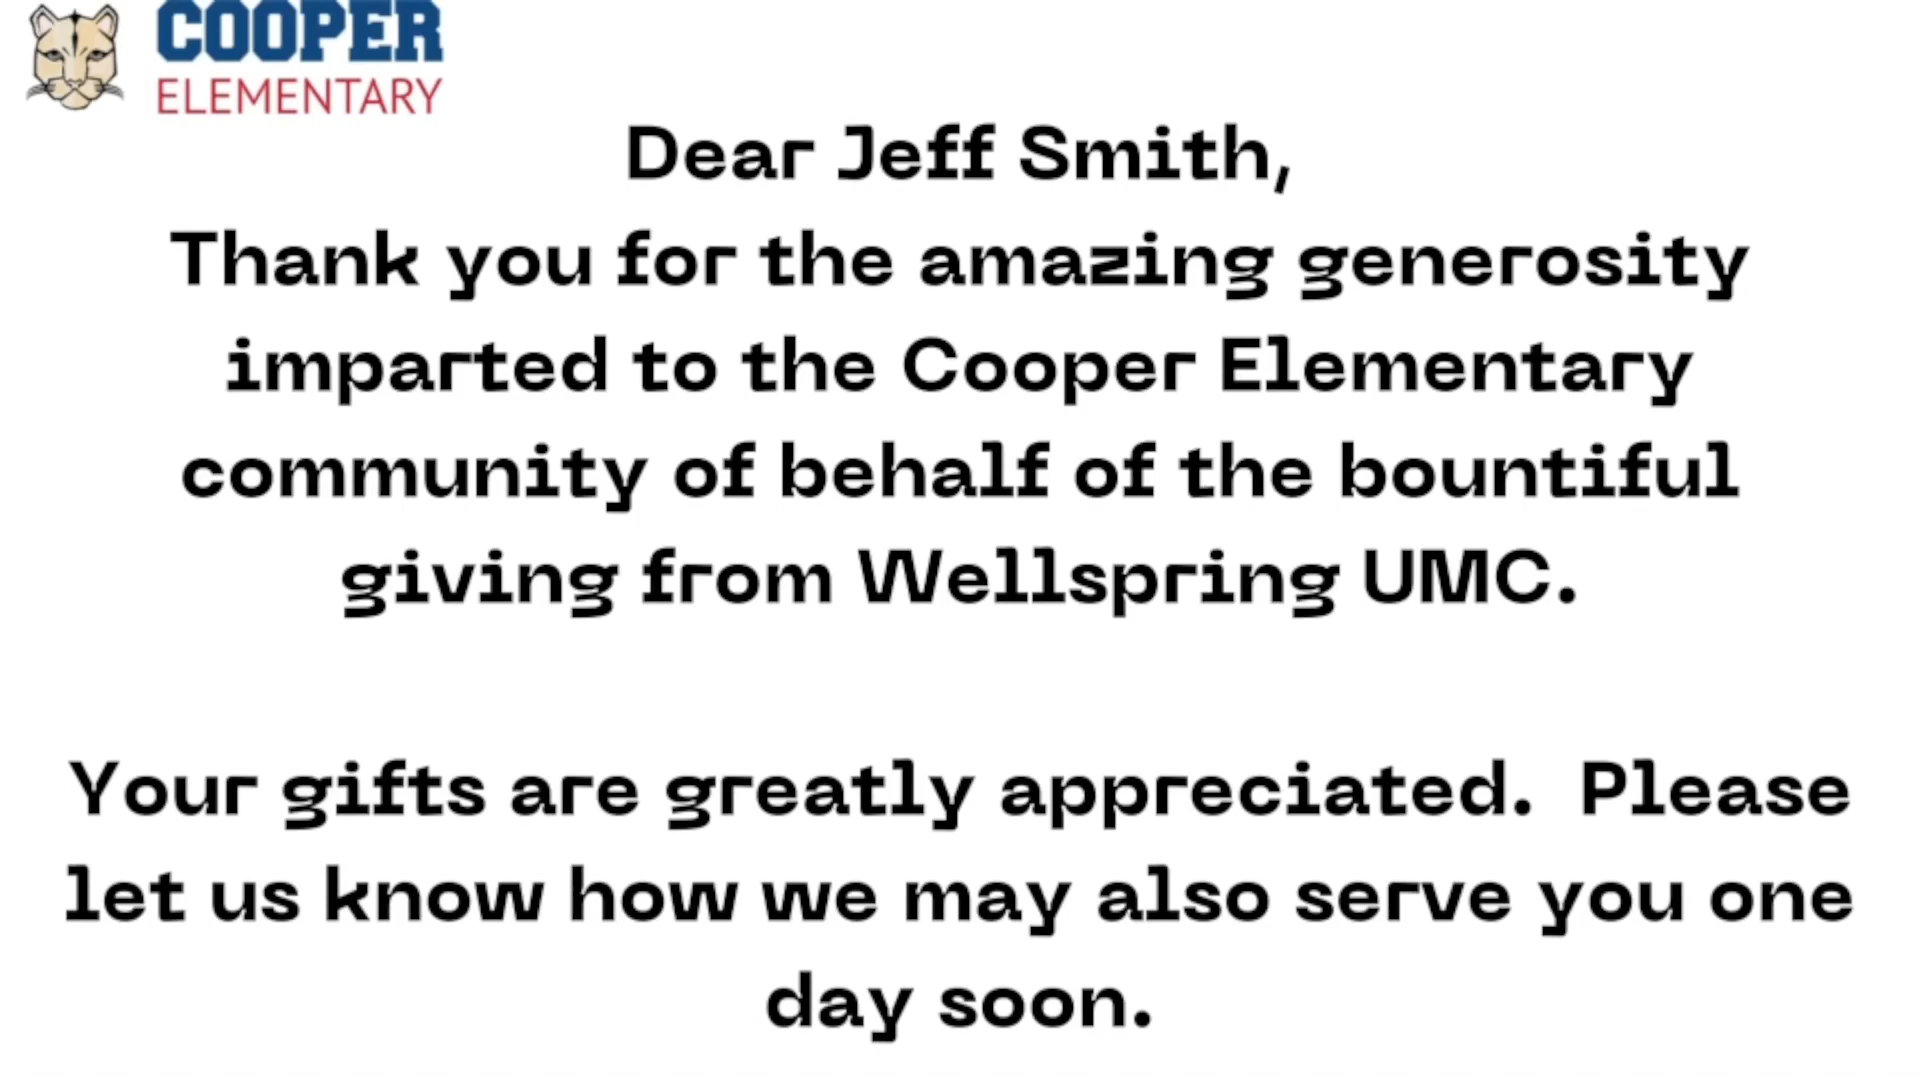 COOPER
ELEMENTARY
Dear Jeff Smith,
Thank you for the amazing generosity
imparted to the Cooper Elementary
community of behalf of the bountiful
giving from Wellspring UMC.
Your gifts are greatly appreciated.  Please
let us know how we may also serve you one
day soon.